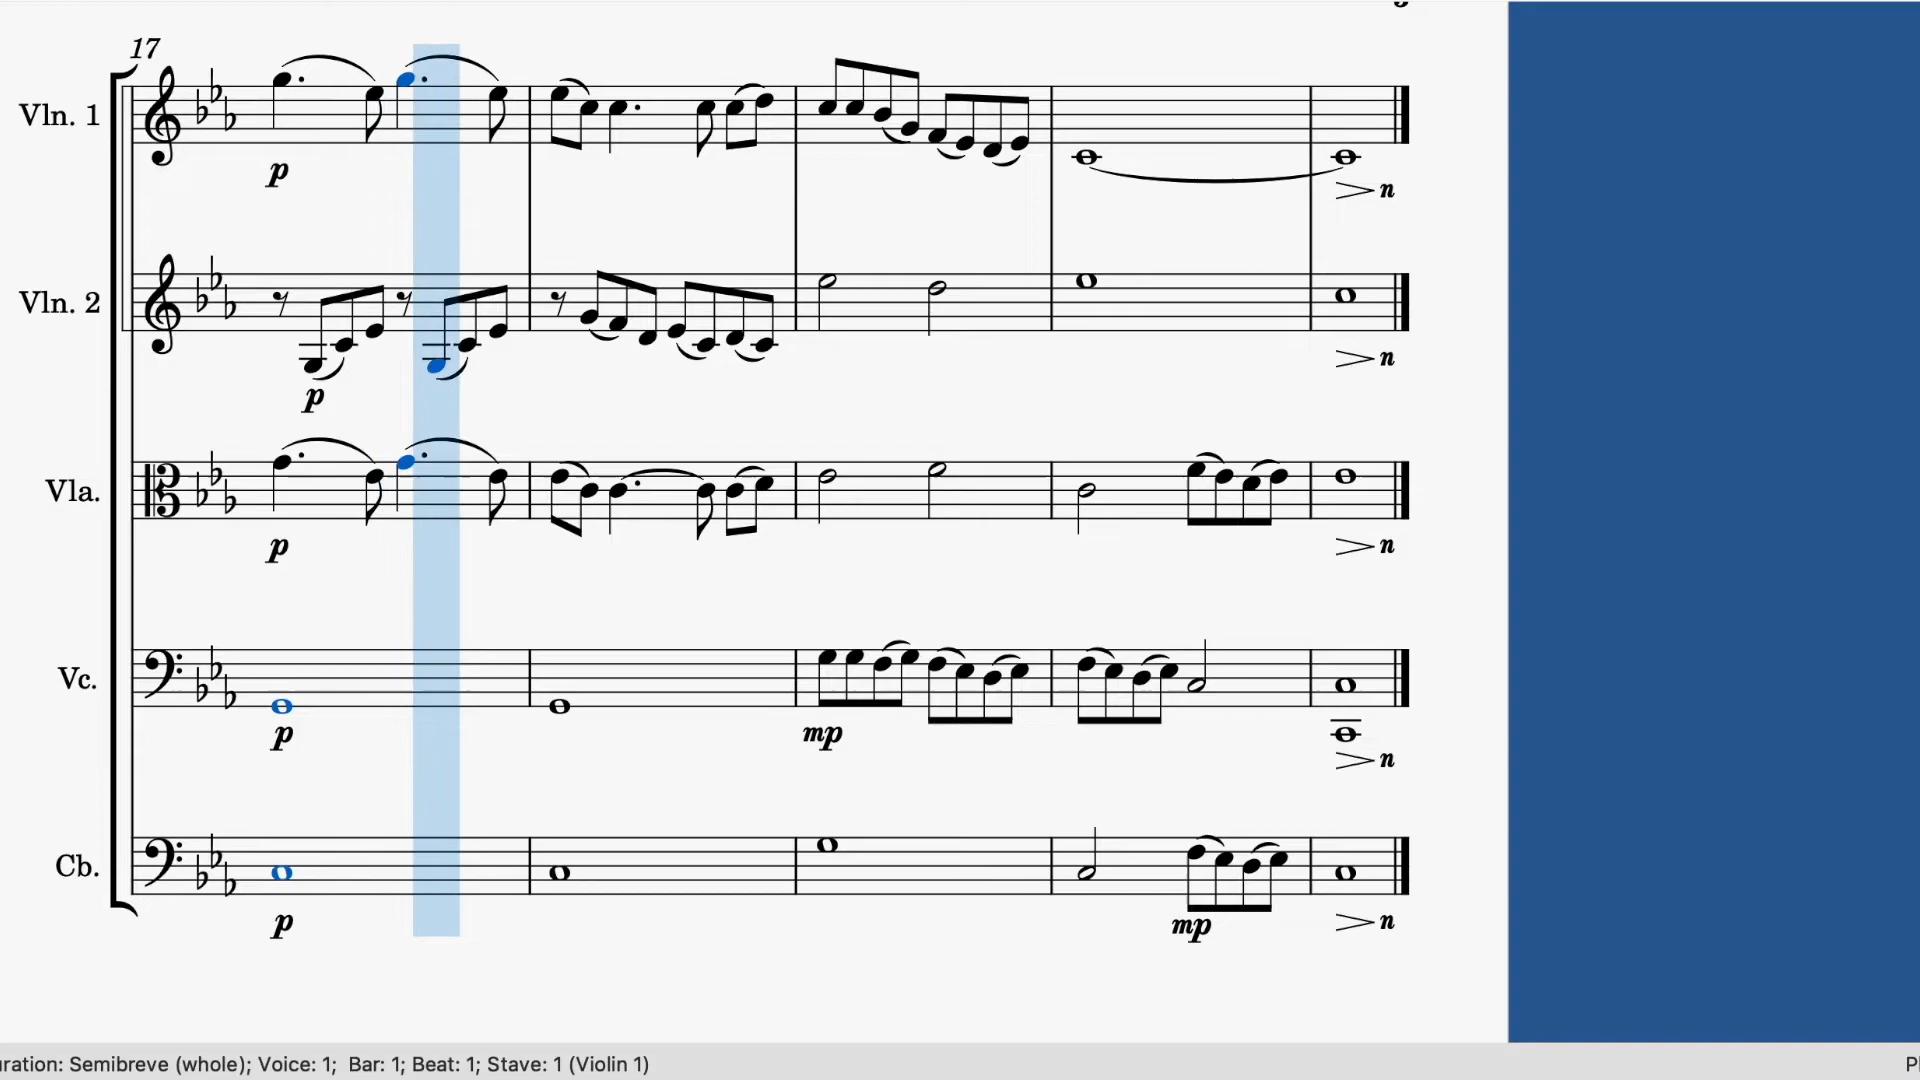 17
Vln. 1
p
n
Vln. 2
p
n
Vla.
p
n
Vc.
p
mp
n
Cb.
p
mp
n
uration: Semibreve (whole); Voice: 1; Bar: 1; Beat: 1; Stave: 1 (Violin 1)